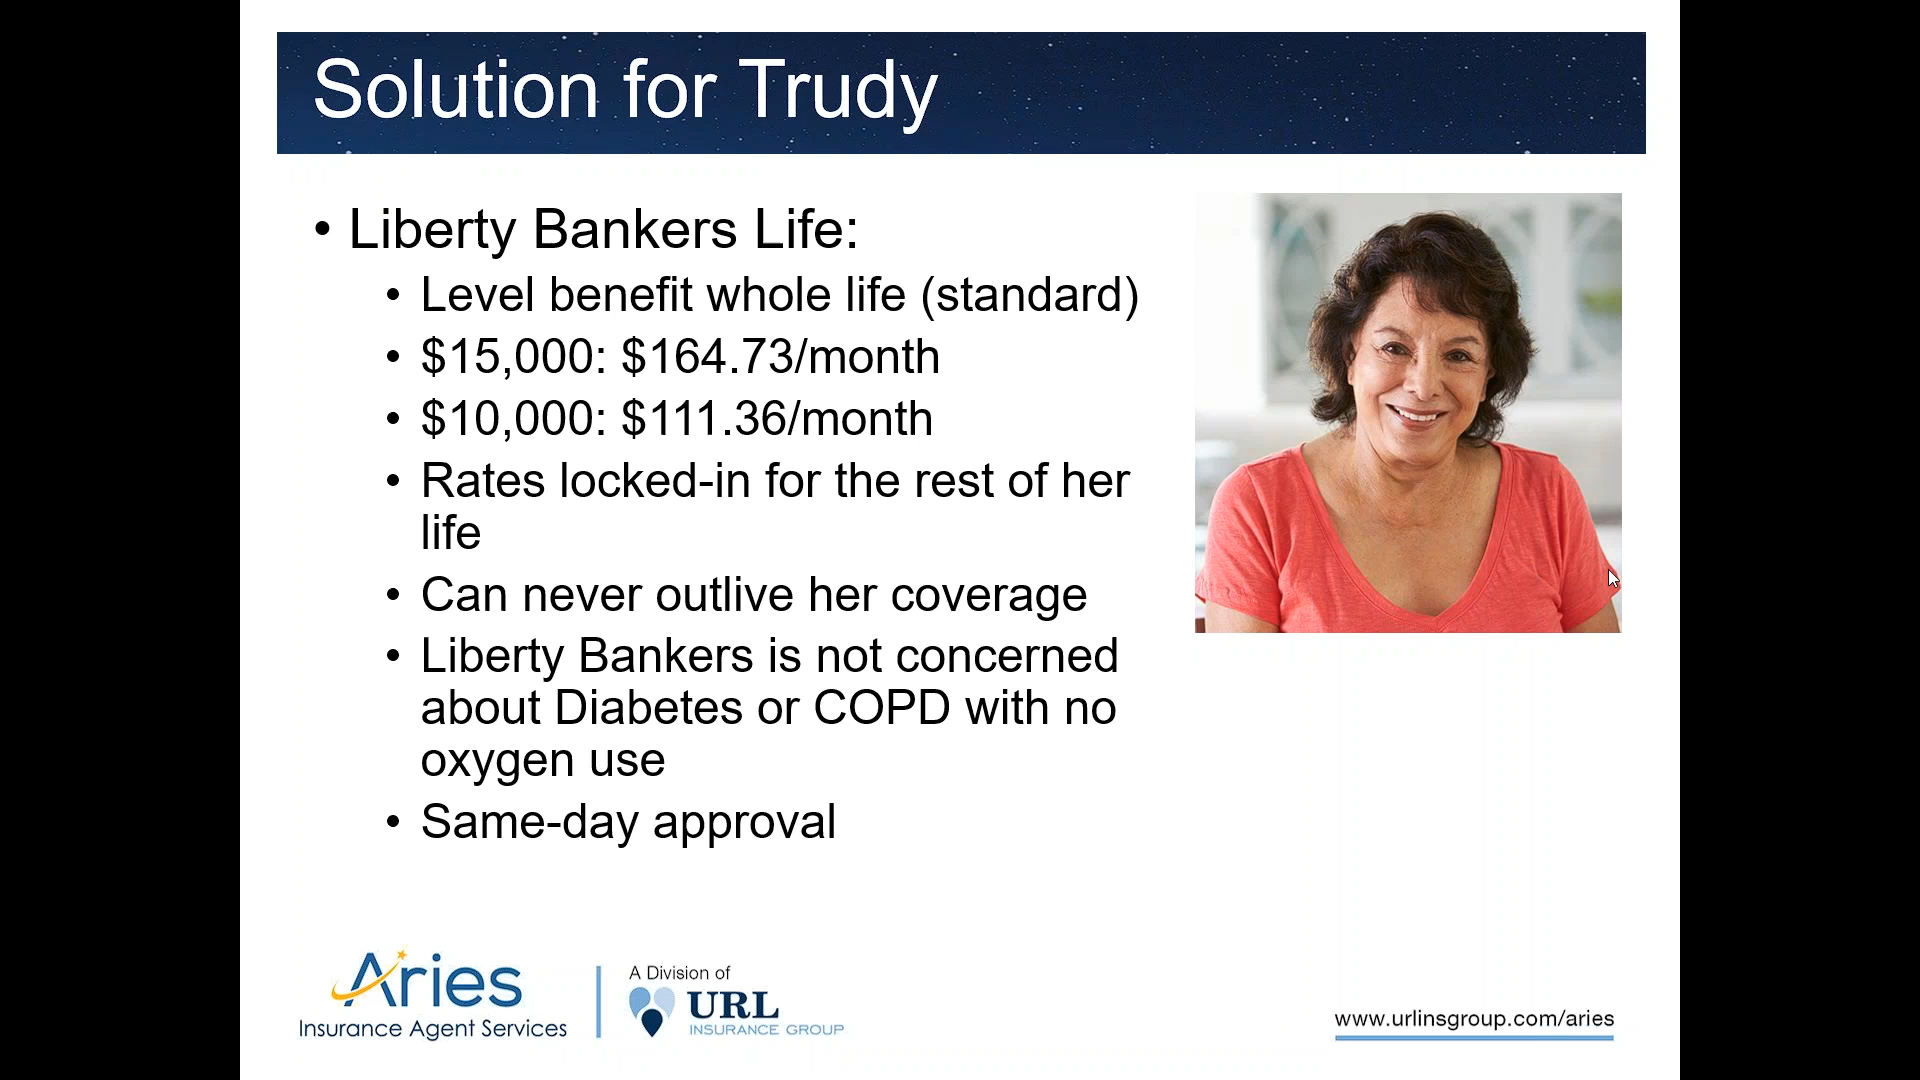 Solution for Trudy
• Liberty Bankers Life:
• Level benefit whole life (standard)
• $15,000: $164.73/month
• $10,000: $111.36/month
• Rates locked-in for the rest of her
life
• Can never outlive her coverage
• Liberty Bankers is not concerned
about Diabetes or COPD with no
oxygen use
• Same-day approval
Aries
Insurance Agent Services
A Division of
URL
INSURANCE GROUP
www.urlinsgroup.com/aries